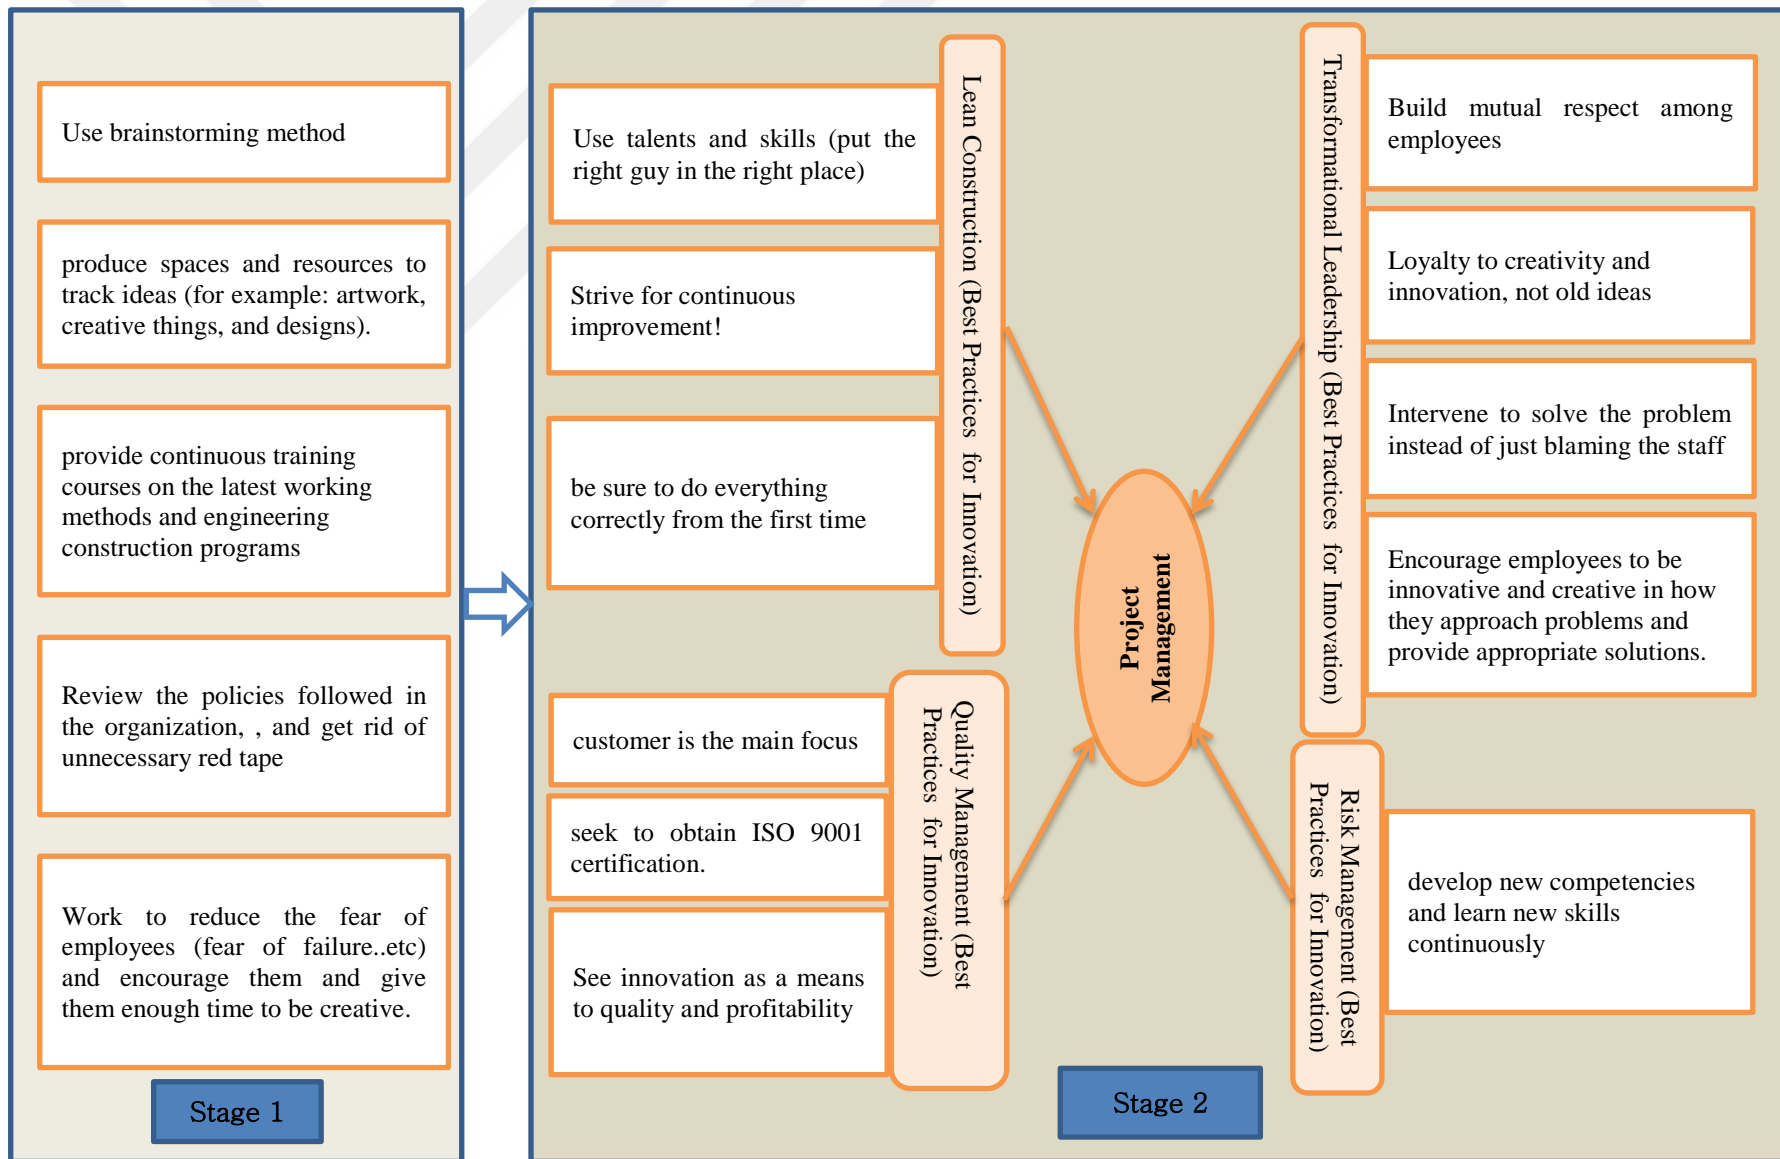 Use brainstorming method
produce spaces and resources to
track ideas (for example: artwork,
creative things, and designs).
provide continuous training
courses on the latest working
methods and engineering
construction programs
Review the policies followed in
the organization, , and get rid of
unnecessary red tape
Work to reduce the fear of
employees (fear of failure..etc)
and encourage them and give
them enough time to be creative.
Stage 1
Use talents and skills (put the
right guy in the right place)
Strive for continuous
improvement!
be sure to do everything
correctly from the first time
Lean Construction (Best Practices for Innovation)
customer is the main focus
seek to obtain ISO 9001
certification.
See innovation as a means
to quality and profitability
Quality Management (Best
Practices for Innovation)
Project
Management
Transformational Leadership (Best Practices for Innovation)
Build mutual respect among
employees
Loyalty to creativity and
innovation, not old ideas
Intervene to solve the problem
instead of just blaming the staff
Encourage employees to be
innovative and creative in how
they approach problems and
provide appropriate solutions.
Risk Management (Best
Practices for Innovation)
develop new competencies
and learn new skills
continuously
Stage 2